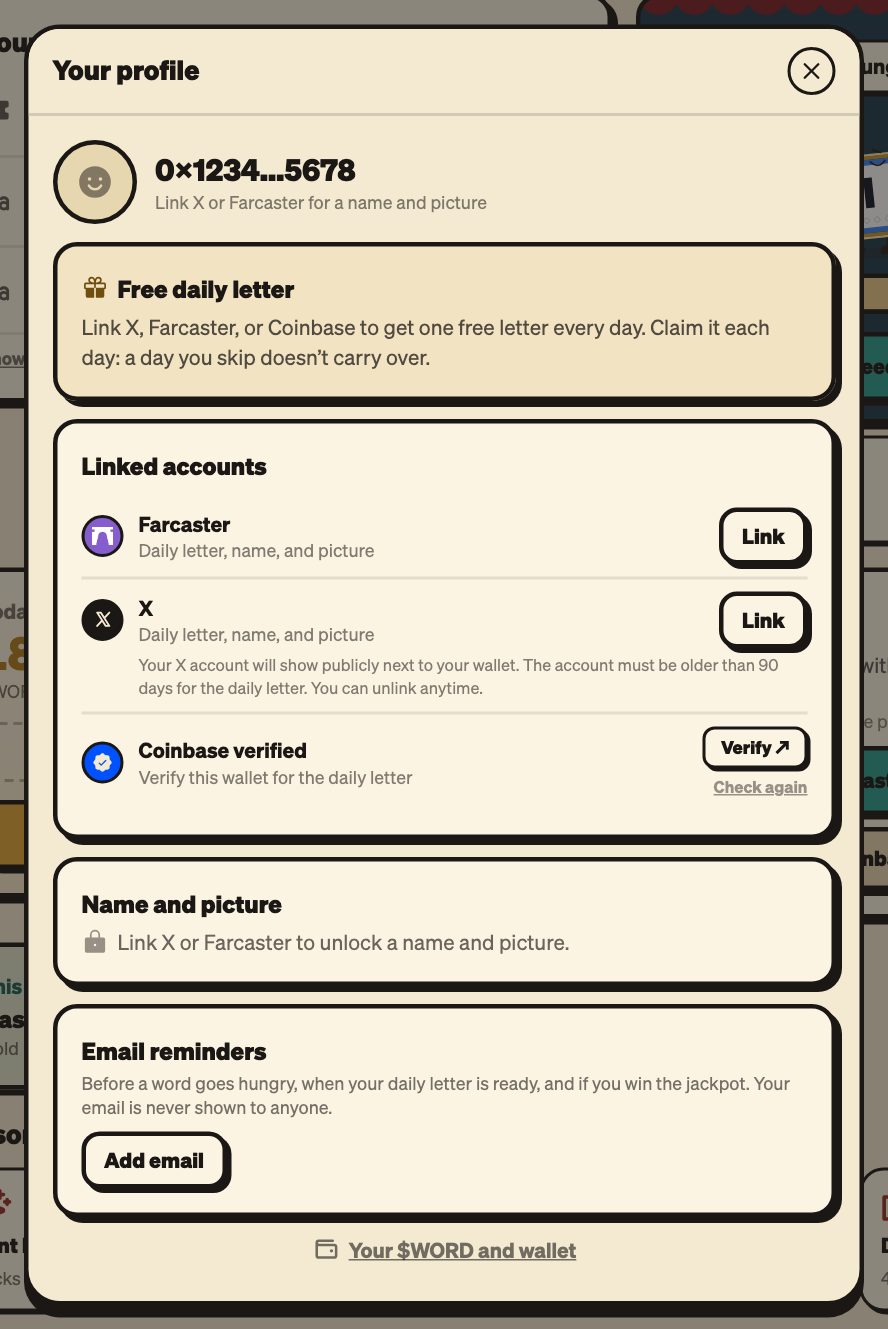 Your profile
0×1234...5678
Link X or Farcaster for a name and picture
Free daily letter
Link X, Farcaster, or Coinbase to get one free letter every day. Claim it each
day: a day you skip doesn’t carry over.
Linked accounts
Farcaster
Daily letter, name, and picture
Link
X
Daily letter, name, and picture
Link
Your X account will show publicly next to your wallet. The account must be older than 90
days for the daily letter. You can unlink anytime.
Coinbase verified
Verify this wallet for the daily letter
Verify ↗
Check again
Name and picture
Link X or Farcaster to unlock a name and picture.
Email reminders
Before a word goes hungry, when your daily letter is ready, and if you win the jackpot. Your
email is never shown to anyone.
Add email
Your $WORD and wallet